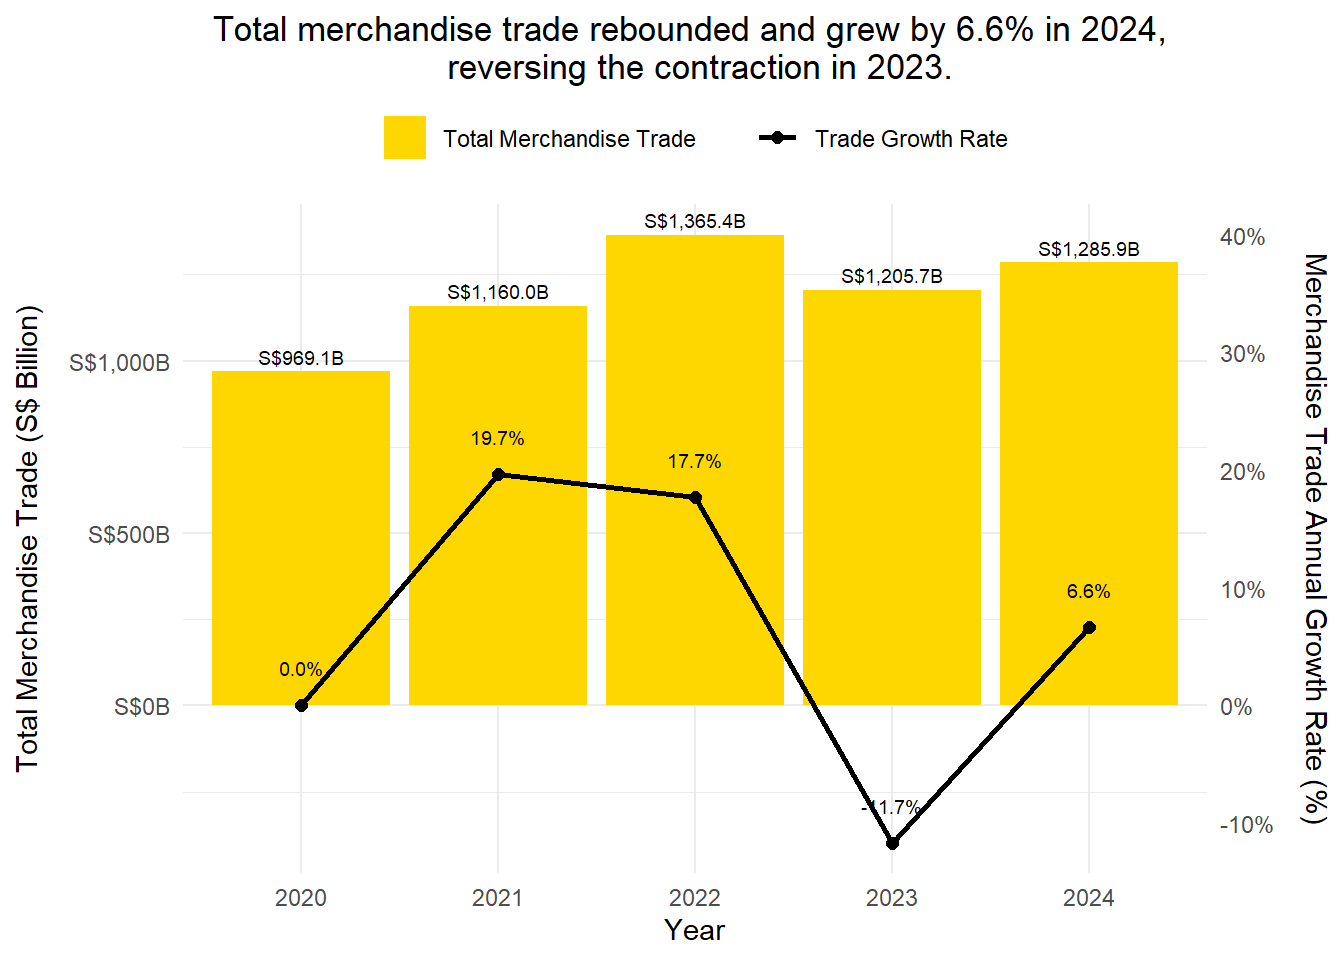 Total merchandise trade rebounded and grew by 6.6% in 2024,
reversing the contraction in 2023.
Total Merchandise Trade
Trade Growth Rate
Total Merchandise Trade (S$ Billion)
S$1,000B
S$500B
S$0B
S$969.1B
S$1,160.0B
S$1,365.4B
S$1,205.7B
S$1,285.9B
0.0%
19.7%
17.7%
-11.7%
6.6%
40%
30%
20%
10%
0%
-10%
Merchandise Trade Annual Growth Rate (%)
2020
2021
2022
2023
2024
Year